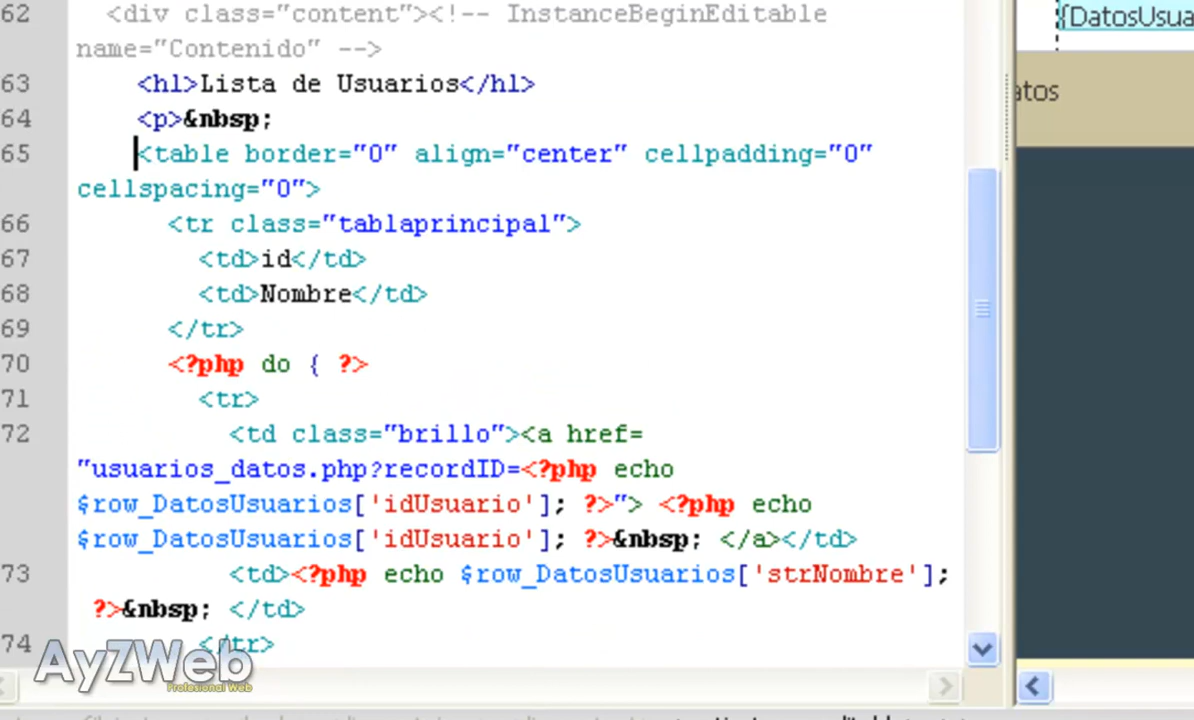 62 <div class="content"><!-- InstanceBeginEditable
name="Contenido" -->
63 <h1>Lista de Usuarios</h1>
64 <p>&nbsp;
65 <table border="0" align="center" cellpadding="0"
cellspacing="0">
66 <tr class="tablaprincipal">
67 <td>id</td>
68 <td>Nombre</td>
69 </tr>
70 <?php do { ?>
71 <tr>
72 <td class="brillo"><a href=
"usuarios_datos.php?recordID=<?php echo
$row_DatosUsuarios['idUsuario']; ?>"> <?php echo
$row_DatosUsuarios['idUsuario']; ?>&nbsp; </a></td>
73 <td><?php echo $row_DatosUsuarios['strNombre'];
?>&nbsp; </td>
74 </tr>
{DatosUsua
atos
AyZWeb
Profesional Web